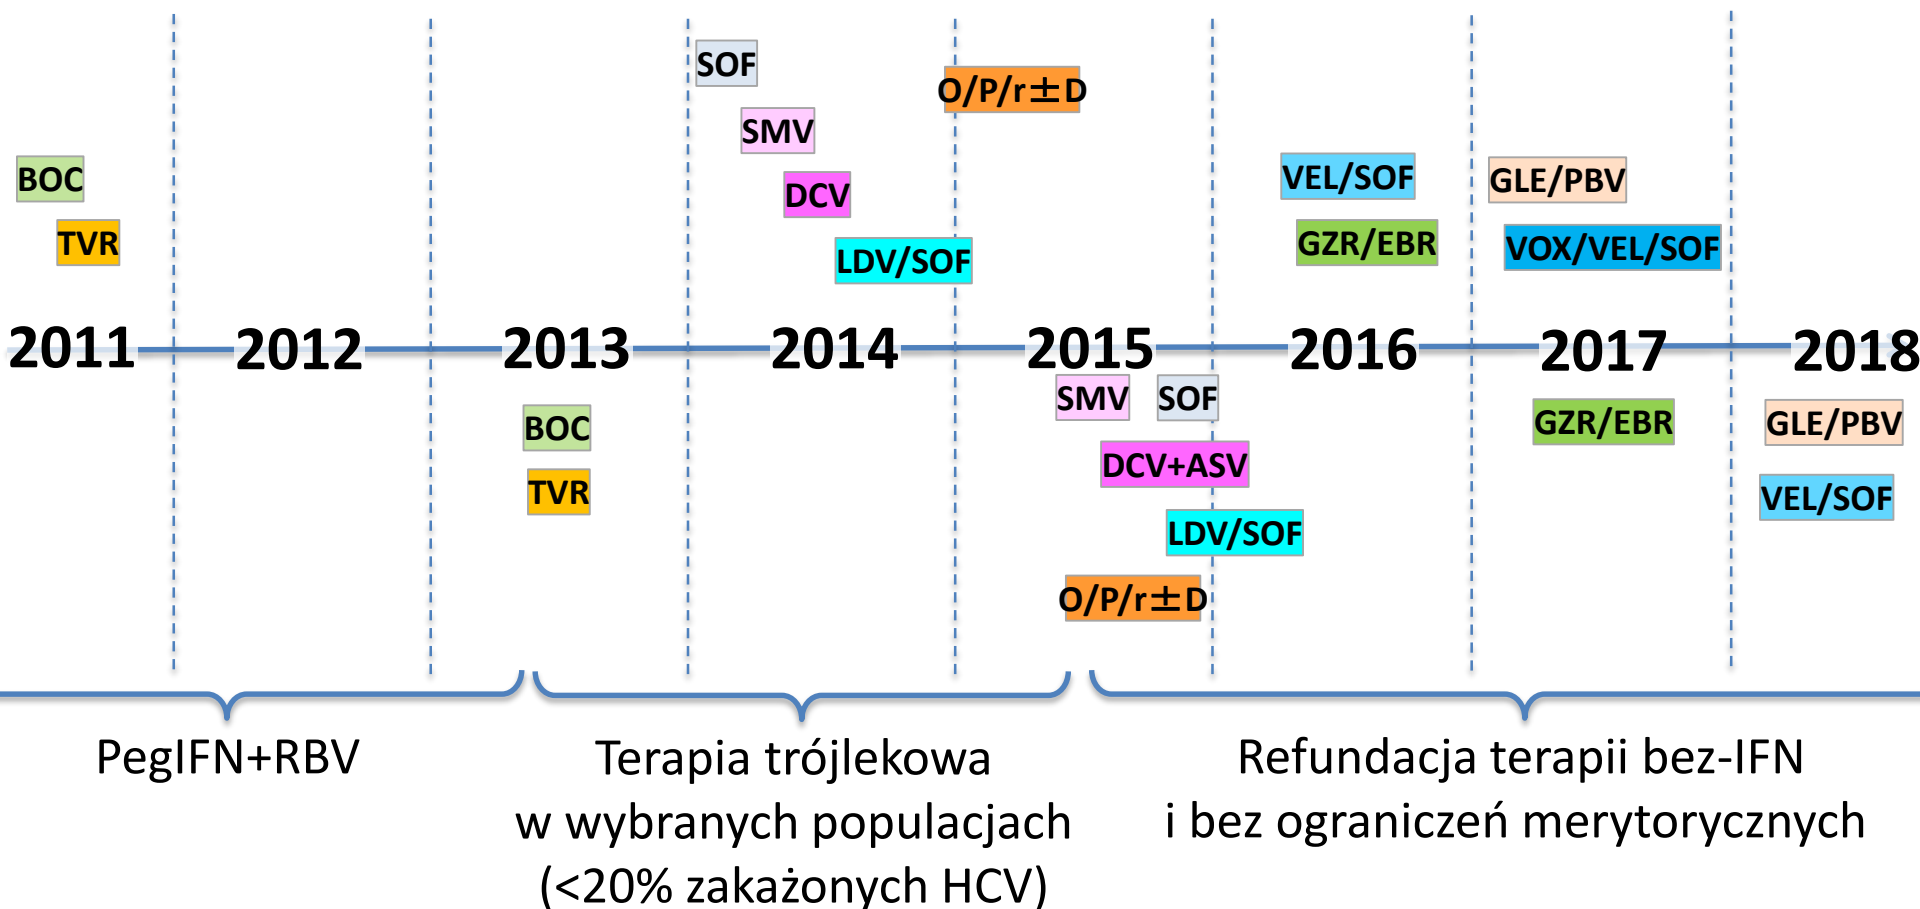 SOF
O/P/r±D
SMV
BOC
VEL/SOF
GLE/PBV
DCV
TVR
GZR/EBR
VOX/VEL/SOF
LDV/SOF
2011 2012 2013 2014 2015 2016 2017 2018
SMV SOF
BOC
GZR/EBR
GLE/PBV
DCV+ASV
TVR
VEL/SOF
LDV/SOF
O/P/r±D
PegIFN+RBV
Terapia trójlekowa
w wybranych populacjach
(<20% zakażonych HCV)
Refundacja terapii bez-IFN
i bez ograniczeń merytorycznych